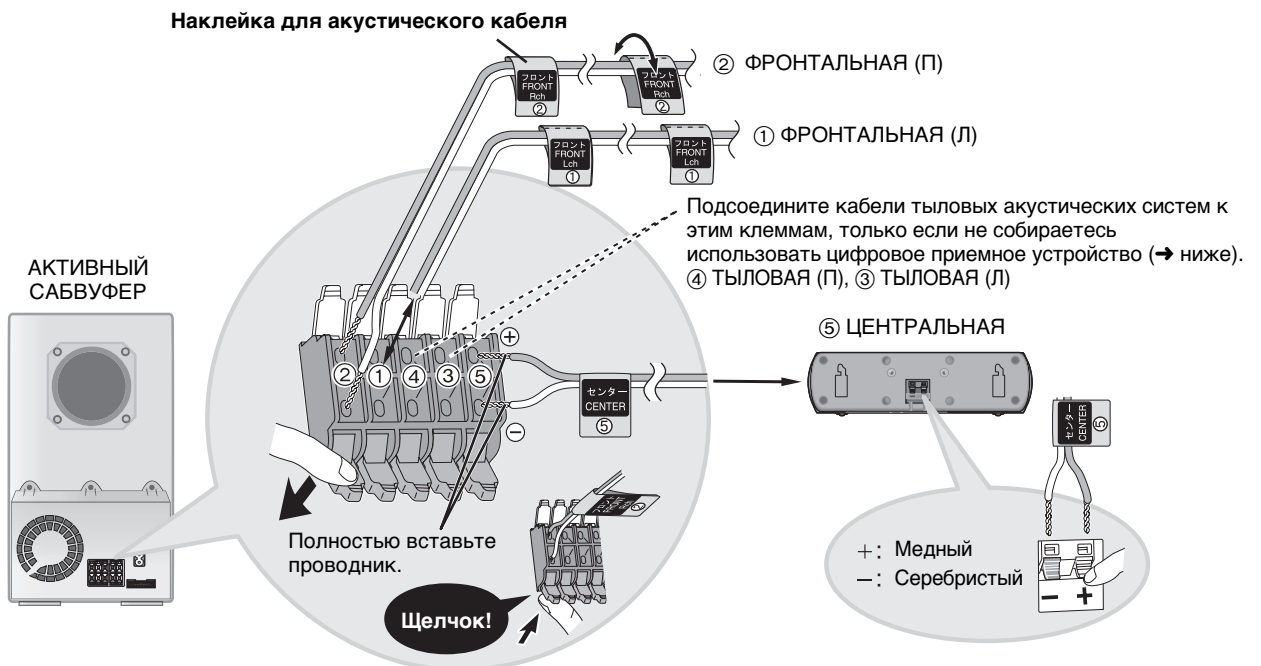 Наклейка для акустического кабеля
フロント
FRONT
Rch
②
フロント
FRONT
Rch
②
② ФРОНТАЛЬНАЯ (П)
フロント
FRONT
Lch
①
フロント
FRONT
Lch
①
① ФРОНТАЛЬНАЯ (Л)
Подсоедините кабели тыловых акустических систем к
этим клеммам, только если не собираетесь
использовать цифровое приемное устройство (➜ ниже).
④ ТЫЛОВАЯ (П), ③ ТЫЛОВАЯ (Л)
АКТИВНЫЙ
САБВУФЕР
② ① ④ ③ ⑤
⊕
⊖
センター
CENTER
⑤
⑤ ЦЕНТРАЛЬНАЯ
センター
CENTER
⑤
Полностью вставьте
проводник.
Щелчок!
+: Медный
–: Серебристый
– +